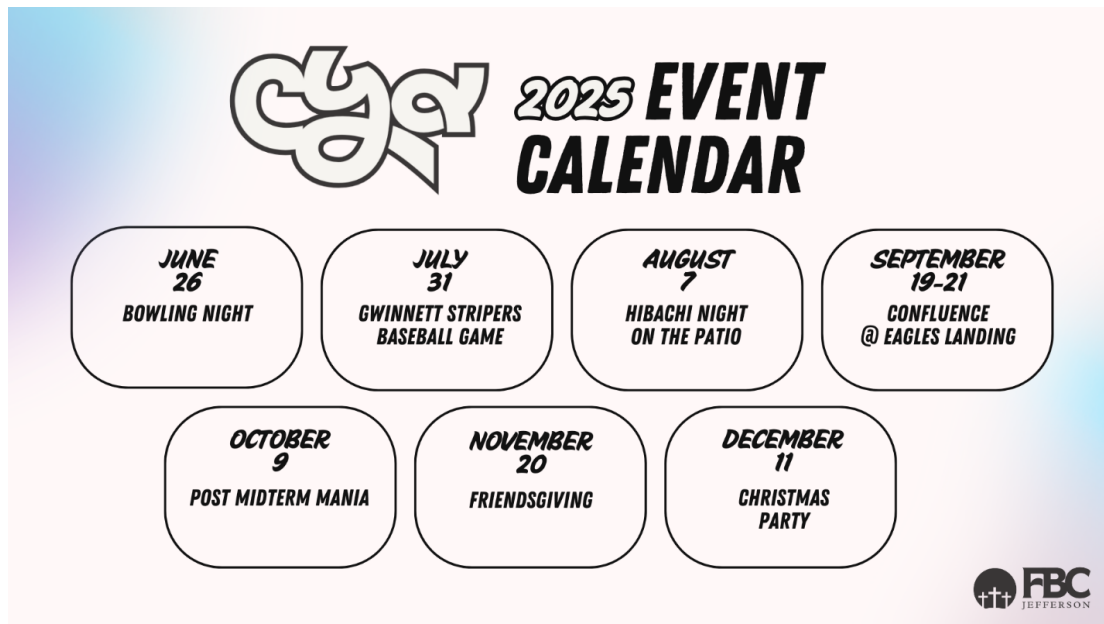 cya
2025 EVENT
CALENDAR
JUNE
26
BOWLING NIGHT
JULY
31
GWINNETT STRIPERS
BASEBALL GAME
AUGUST
7
HIBACHI NIGHT
ON THE PATIO
SEPTEMBER
19-21
CONFLUENCE
@ EAGLES LANDING
OCTOBER
9
POST MIDTERM MANIA
NOVEMBER
20
FRIENDSGIVING
DECEMBER
11
CHRISTMAS
PARTY
FBC
JEFFERSON